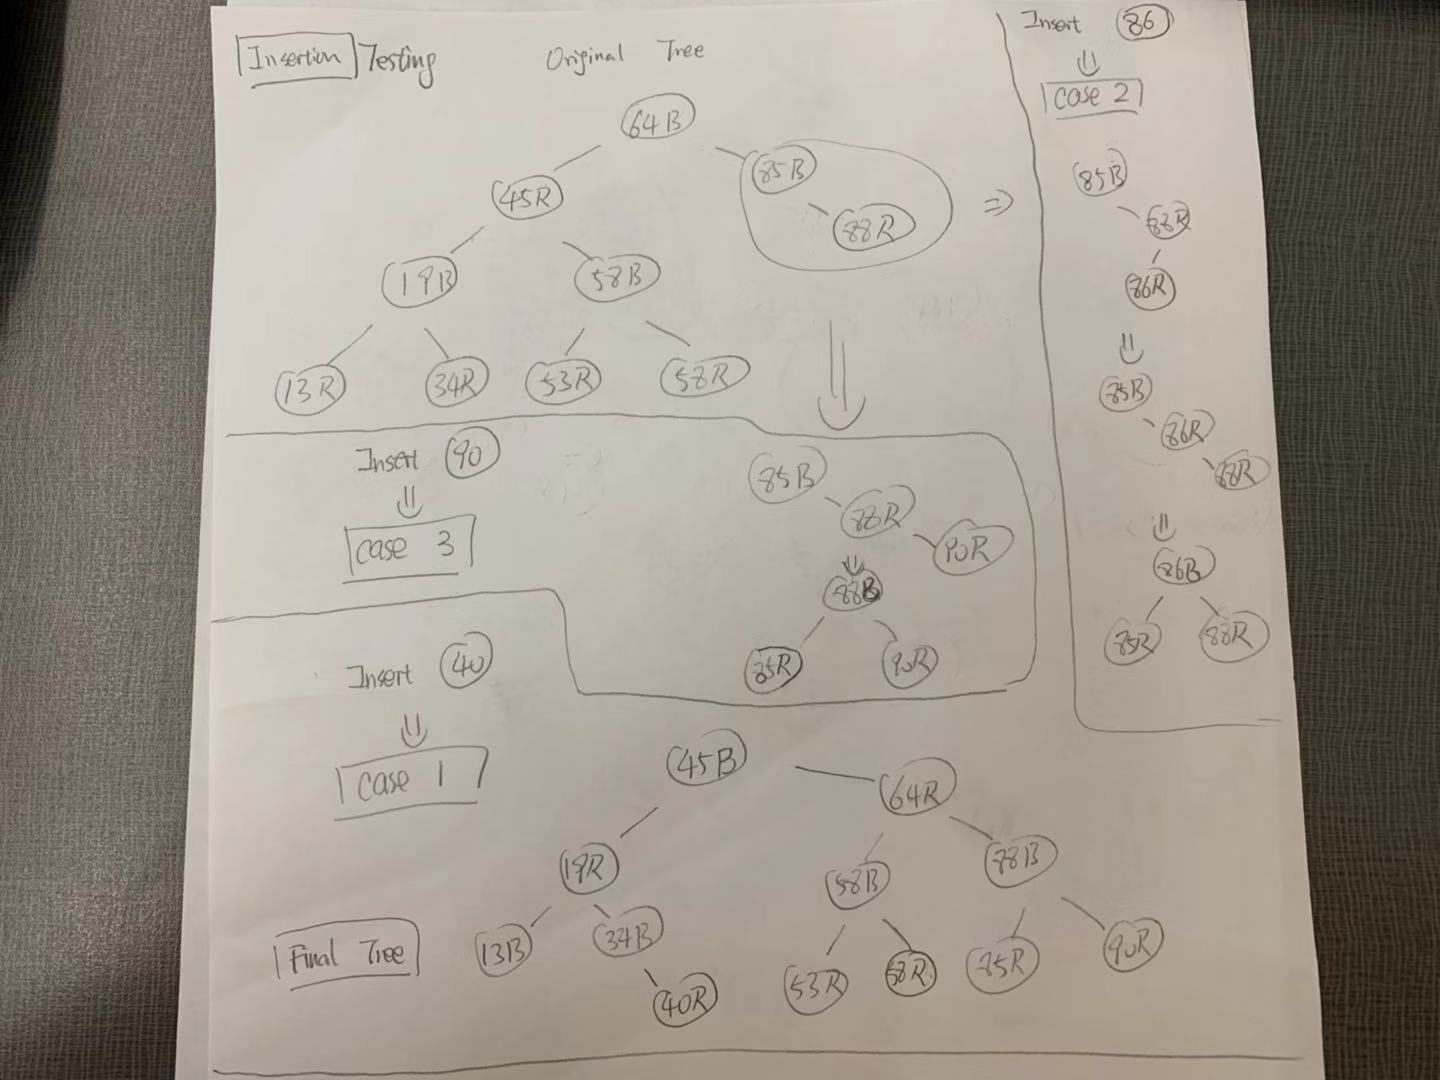 Insertion Testing
Original Tree
64B
45R
85B
88R
19B
58B
13R
34R
53R
58R
Insert 90
case 3
85B
88R
90R
88B
85R
90R
Insert 40
case 1
Final Tree
45B
64R
19R
58B
88B
13B
34B
53R
58R
85R
90R
40R
Insert 86
case 2
85B
88R
86R
85B
86R
88R
86B
85R
88R